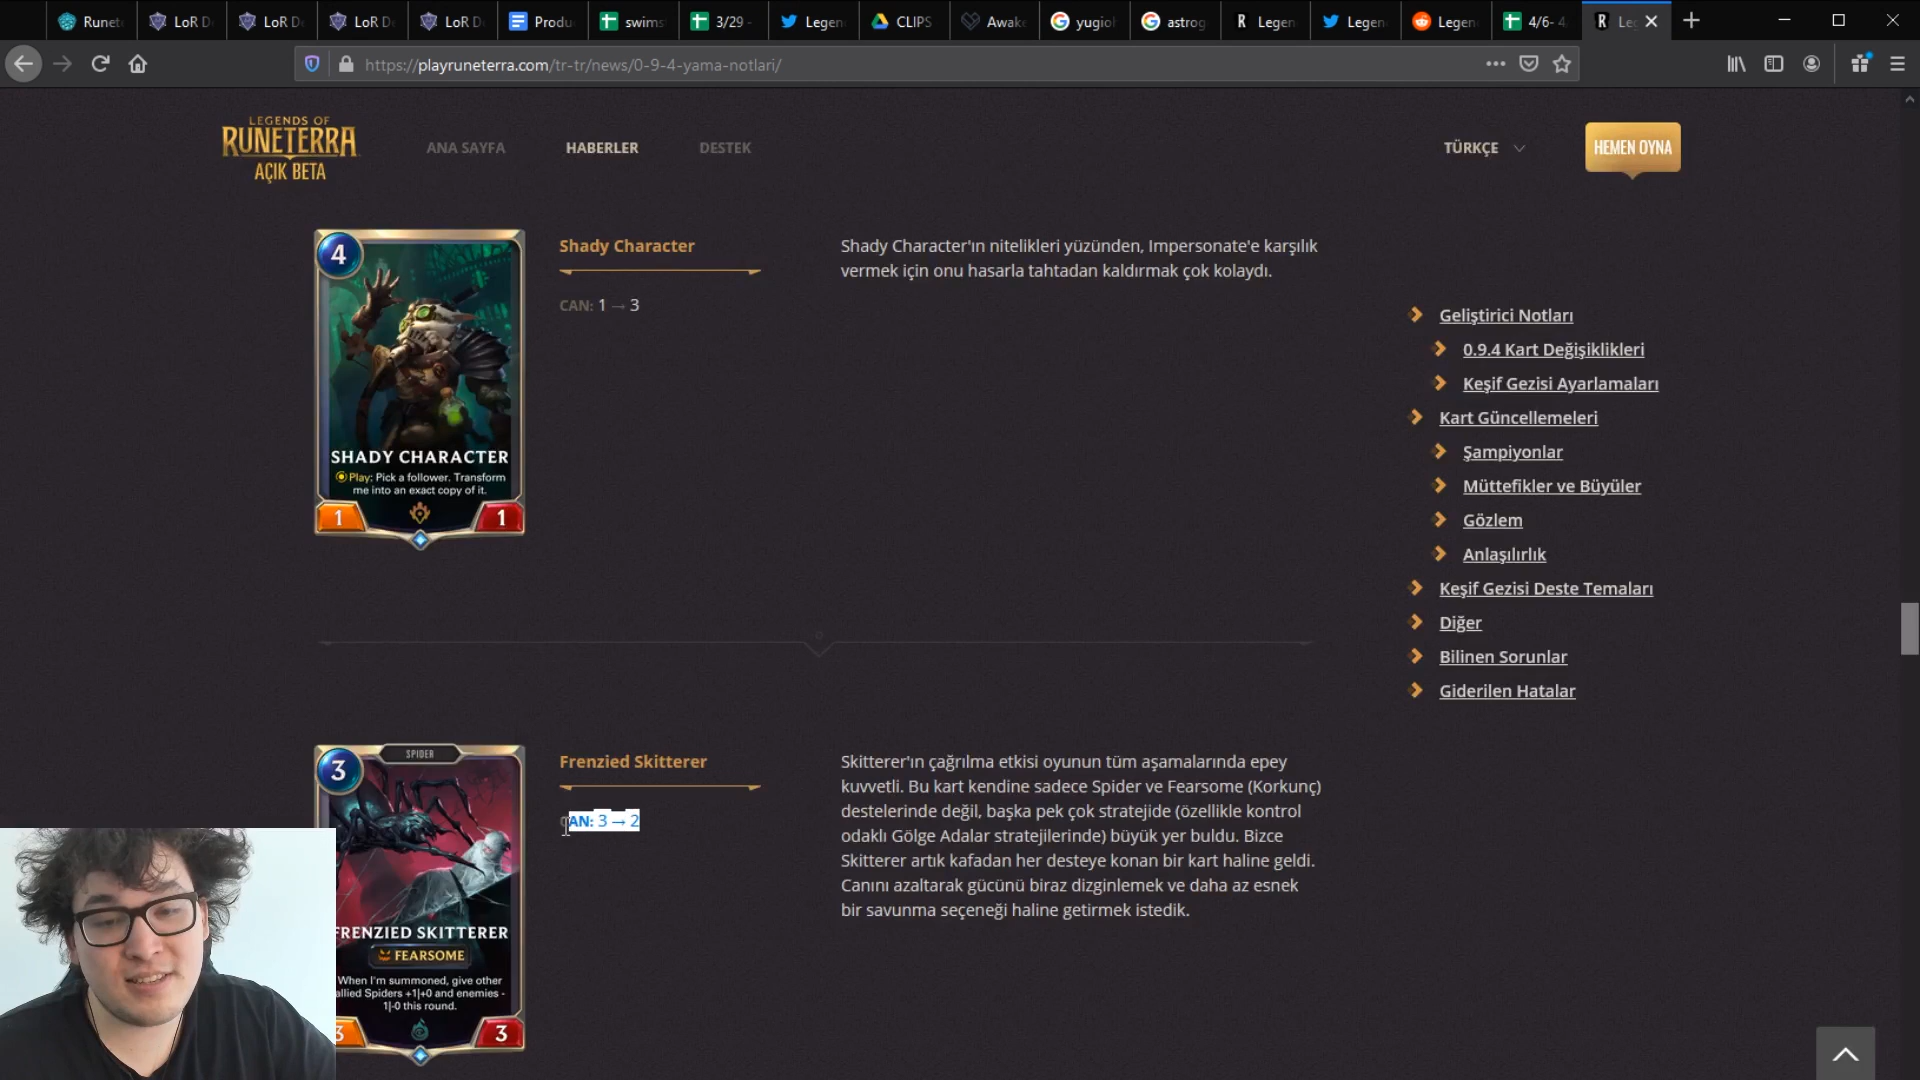 Runet
LoR D
LoR D
LoR D
LoR D
Produ
swims
3/29 -
Legen
CLIPS
Awake
yugioh
astrog
Legen
Legen
Legen
4/6- 4
Le
https://playruneterra.com/tr-tr/news/0-9-4-yama-notlari/
LEGENDS OF
RUNETERRA
AÇIK BETA
ANA SAYFA
HABERLER
DESTEK
TÜRKÇE
HEMEN OYNA
4
SHADY CHARACTER
Play: Pick a follower. Transform
me into an exact copy of it.
1
1
Shady Character
CAN: 1 → 3
Shady Character'ın nitelikleri yüzünden, Impersonate'e karşılık
vermek için onu hasarla tahtadan kaldırmak çok kolaydı.
Geliştirici Notları
0.9.4 Kart Değişiklikleri
Keşif Gezisi Ayarlamaları
Kart Güncellemeleri
Şampiyonlar
Müttefikler ve Büyüler
Gözlem
Anlaşılırlık
Keşif Gezisi Deste Temaları
Diğer
Bilinen Sorunlar
Giderilen Hatalar
SPIDER
3
FRENZIED SKITTERER
FEARSOME
When I'm summoned, give other
allied Spiders +1|+0 and enemies -
1|-0 this round.
3
3
Frenzied Skitterer
CAN: 3 → 2
Skitterer'ın çağrılma etkisi oyunun tüm aşamalarında epey
kuvvetli. Bu kart kendine sadece Spider ve Fearsome (Korkunç)
destelerinde değil, başka pek çok stratejide (özellikle kontrol
odaklı Gölge Adalar stratejilerinde) büyük yer buldu. Bizce
Skitterer artık kafadan her desteye konan bir kart haline geldi.
Canını azaltarak gücünü biraz dizginlemek ve daha az esnek
bir savunma seçeneği haline getirmek istedik.